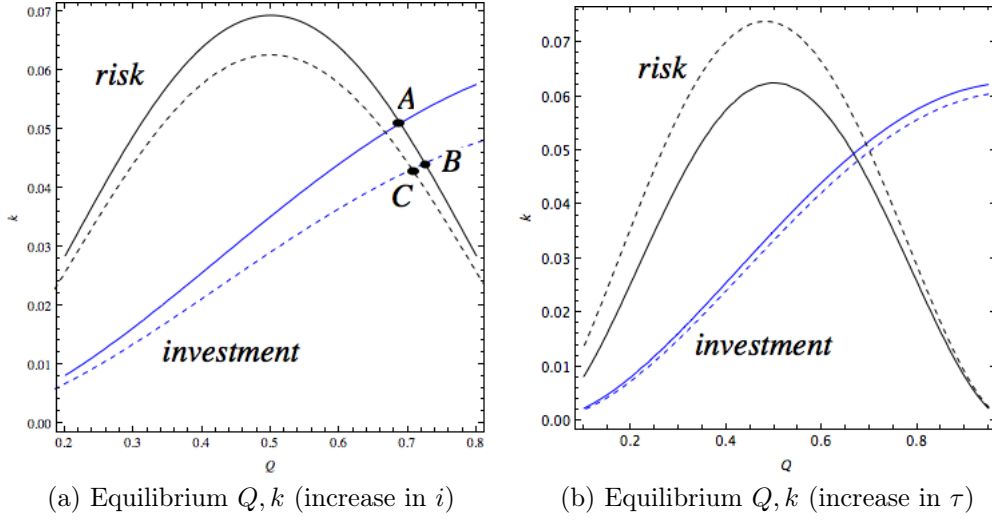 0.07
0.06
0.05
0.04
0.03
0.02
0.01
0.00
k
risk
A
B
C
investment
0.2 0.3 0.4 0.5 0.6 0.7 0.8
Q
(a) Equilibrium Q, k (increase in i)
0.07
0.06
0.05
0.04
0.03
0.02
0.01
0.00
k
risk
investment
0.2 0.4 0.6 0.8
Q
(b) Equilibrium Q, k (increase in τ)